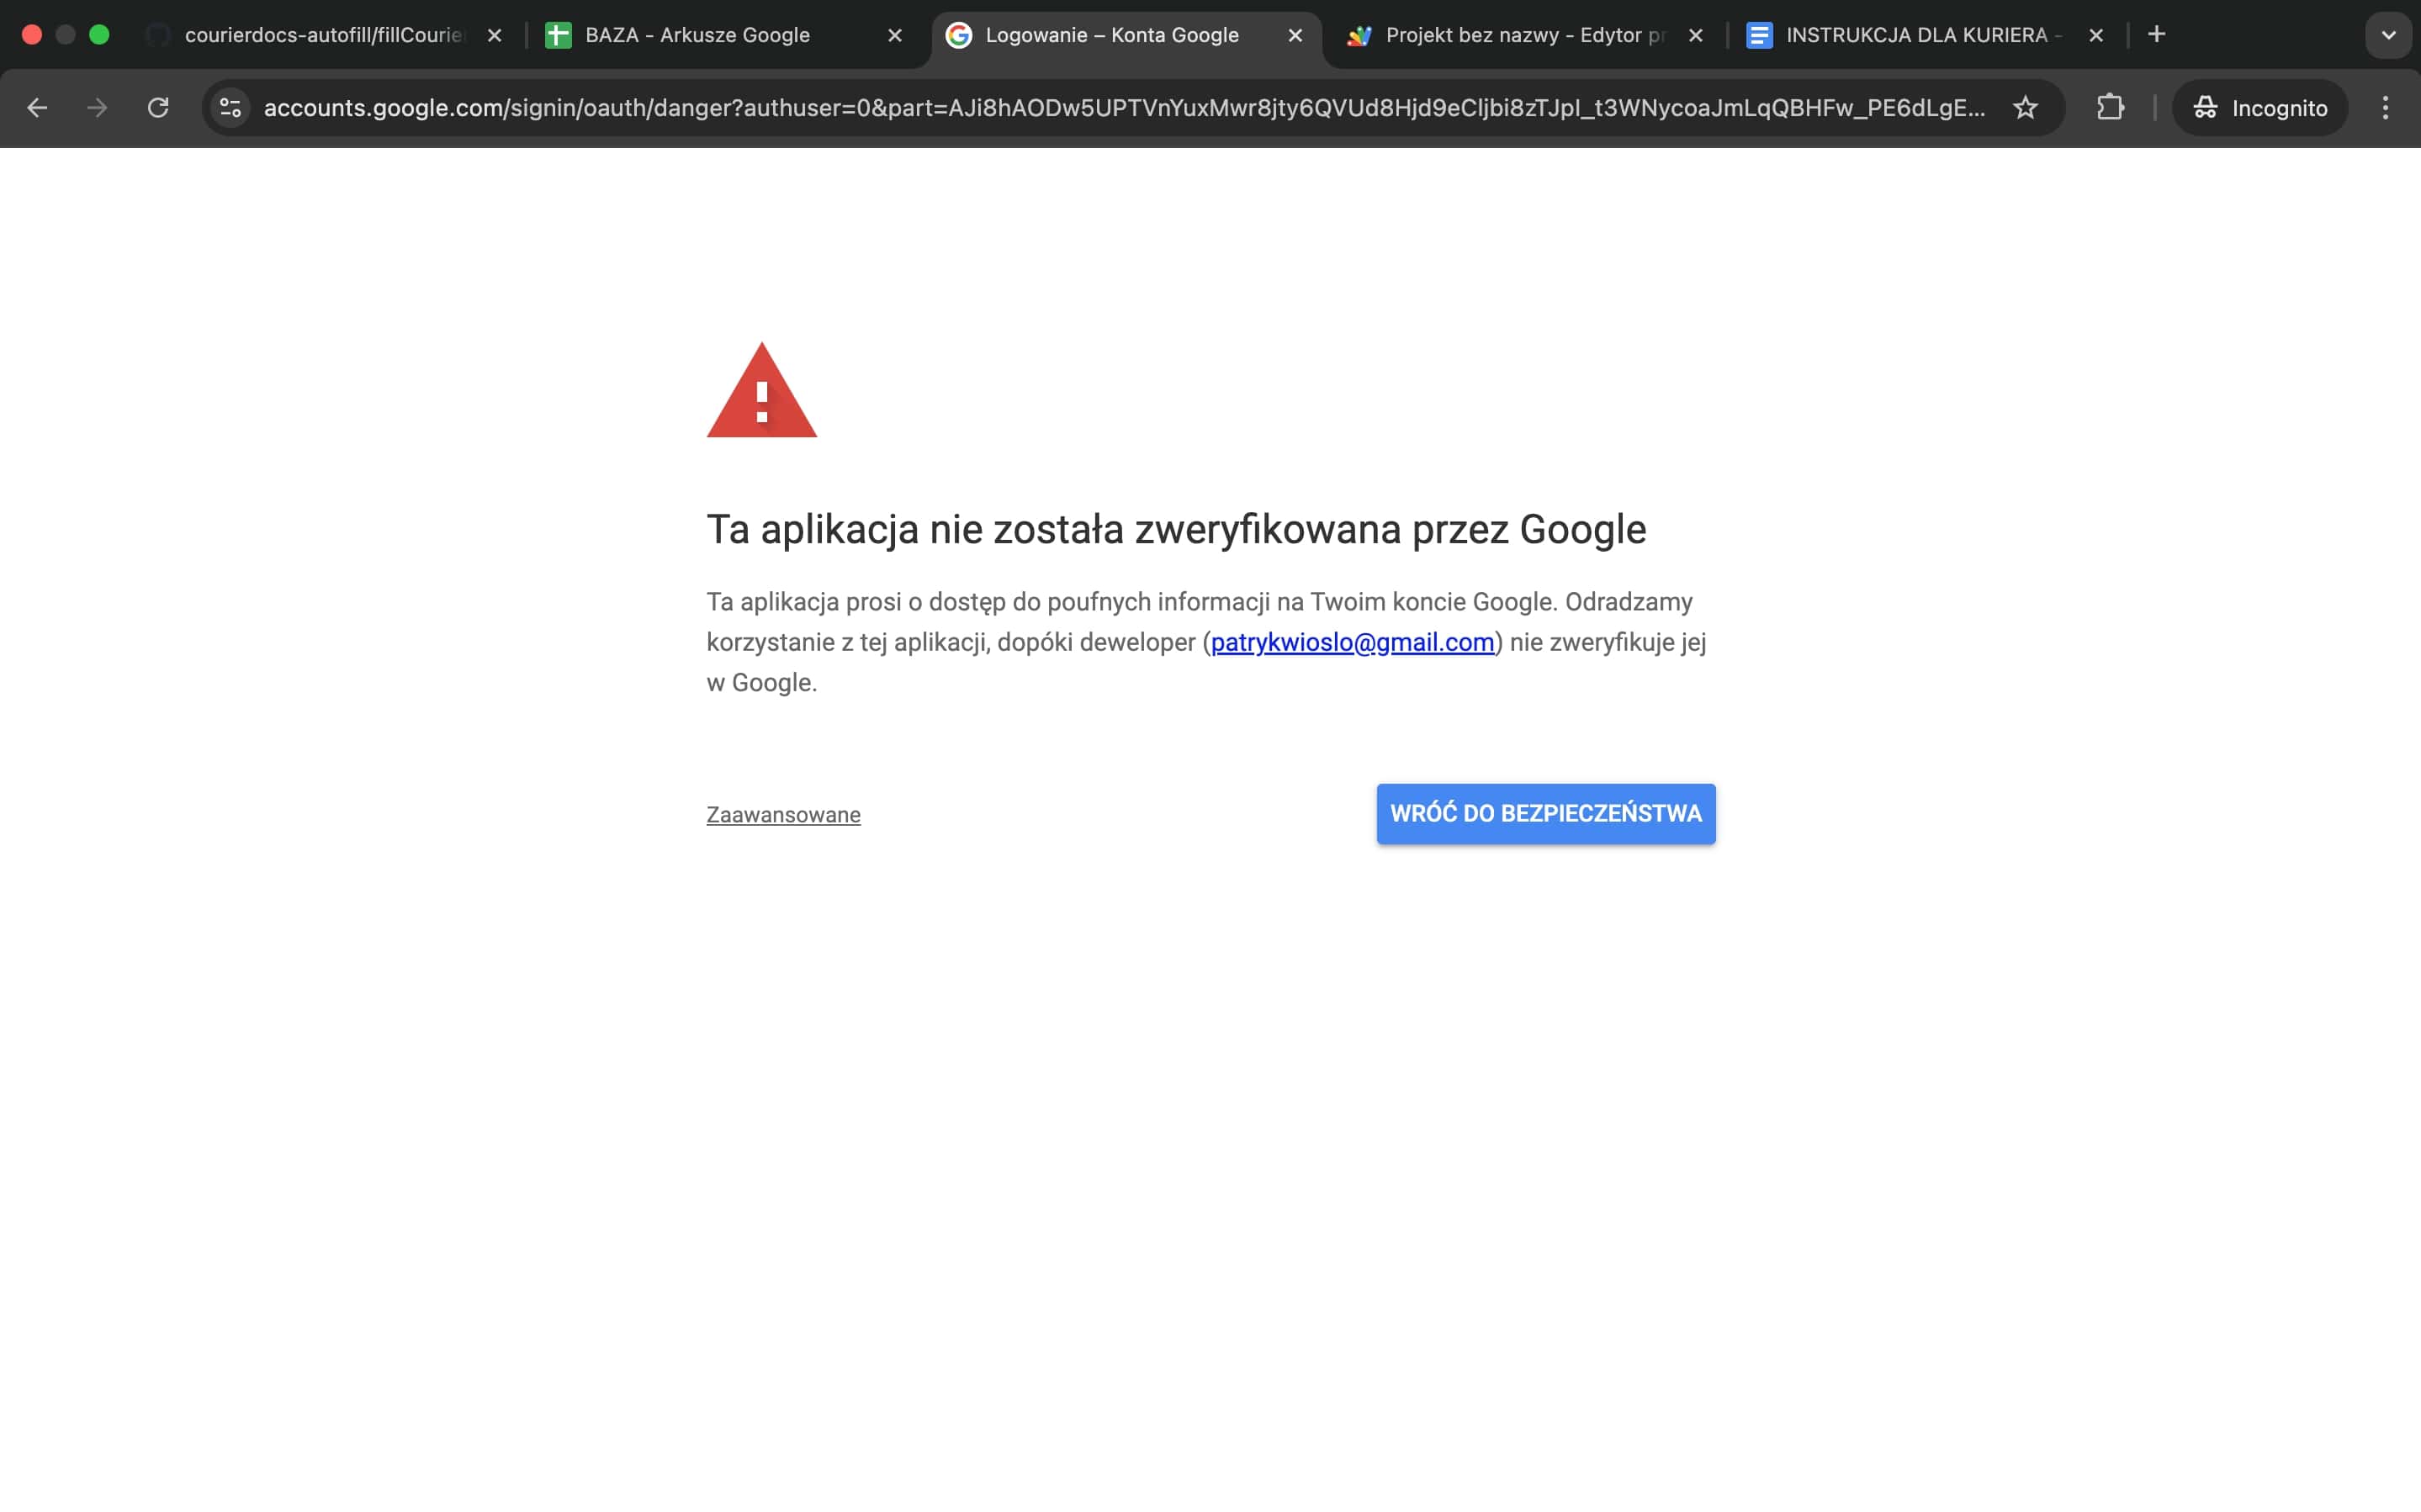 courierdocs-autofill/fillCourie
BAZA - Arkusze Google
Logowanie – Konta Google
Projekt bez nazwy - Edytor pr
INSTRUKCJA DLA KURIERA -
accounts.google.com/signin/oauth/danger?authuser=0&part=AJi8hAODw5UPTVnYuxMwr8jty6QVUd8Hjd9eCljbi8zTJpI_t3WNycoaJmLqQBHFw_PE6dLgE...
Incognito
Ta aplikacja nie została zweryfikowana przez Google
Ta aplikacja prosi o dostęp do poufnych informacji na Twoim koncie Google. Odradzamy
korzystanie z tej aplikacji, dopóki deweloper (patrykwioslo@gmail.com) nie zweryfikuje jej
w Google.
Zaawansowane
WRÓĆ DO BEZPIECZEŃSTWA